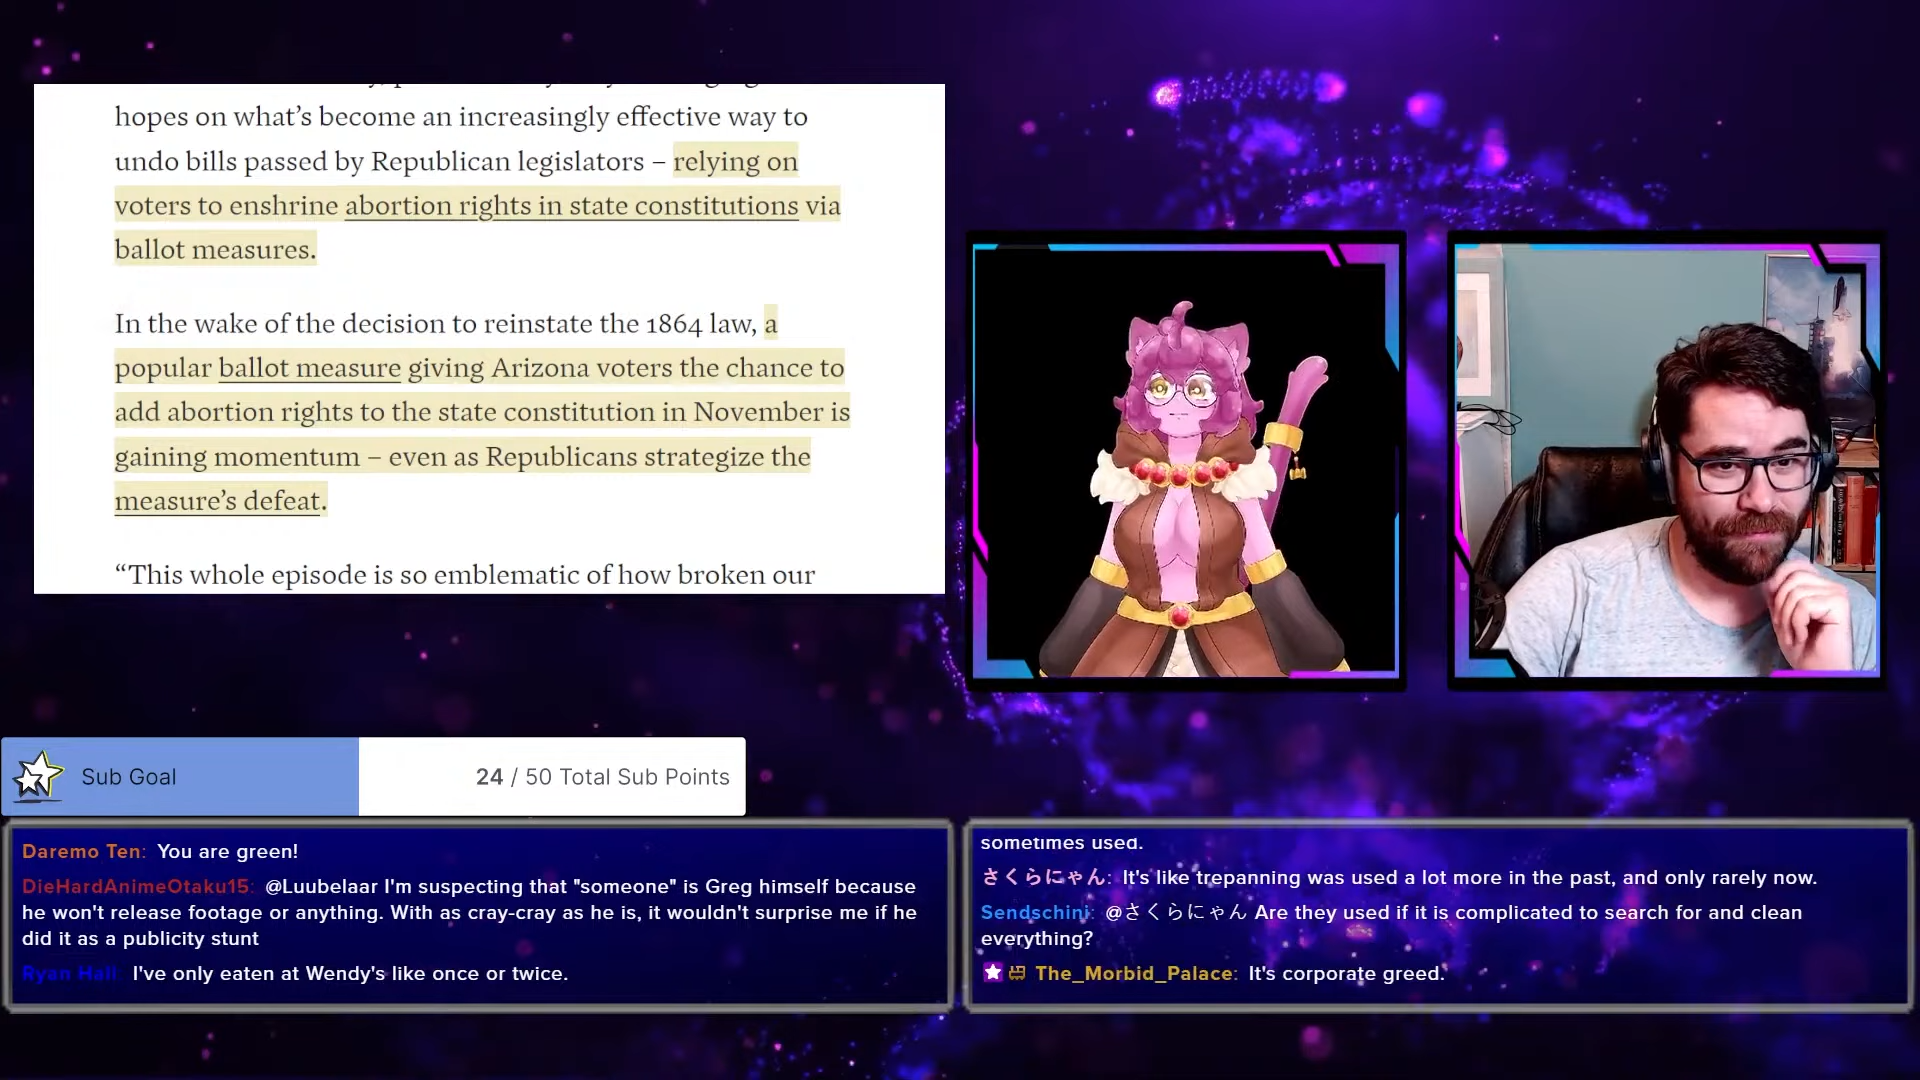 hopes on what’s become an increasingly effective way to
undo bills passed by Republican legislators – relying on
voters to enshrine abortion rights in state constitutions via
ballot measures.
In the wake of the decision to reinstate the 1864 law, a
popular ballot measure giving Arizona voters the chance to
add abortion rights to the state constitution in November is
gaining momentum – even as Republicans strategize the
measure’s defeat.
“This whole episode is so emblematic of how broken our
Sub Goal
24 / 50 Total Sub Points
Daremo Ten: You are green!
DieHardAnimeOtaku15: @Luubelaar I'm suspecting that "someone" is Greg himself because
he won't release footage or anything. With as cray-cray as he is, it wouldn't surprise me if he
did it as a publicity stunt
Ryan Hall: I've only eaten at Wendy's like once or twice.
sometimes used.
さくらにゃん: It's like trepanning was used a lot more in the past, and only rarely now.
Sendschini: @さくらにゃん Are they used if it is complicated to search for and clean
everything?
The_Morbid_Palace: It's corporate greed.